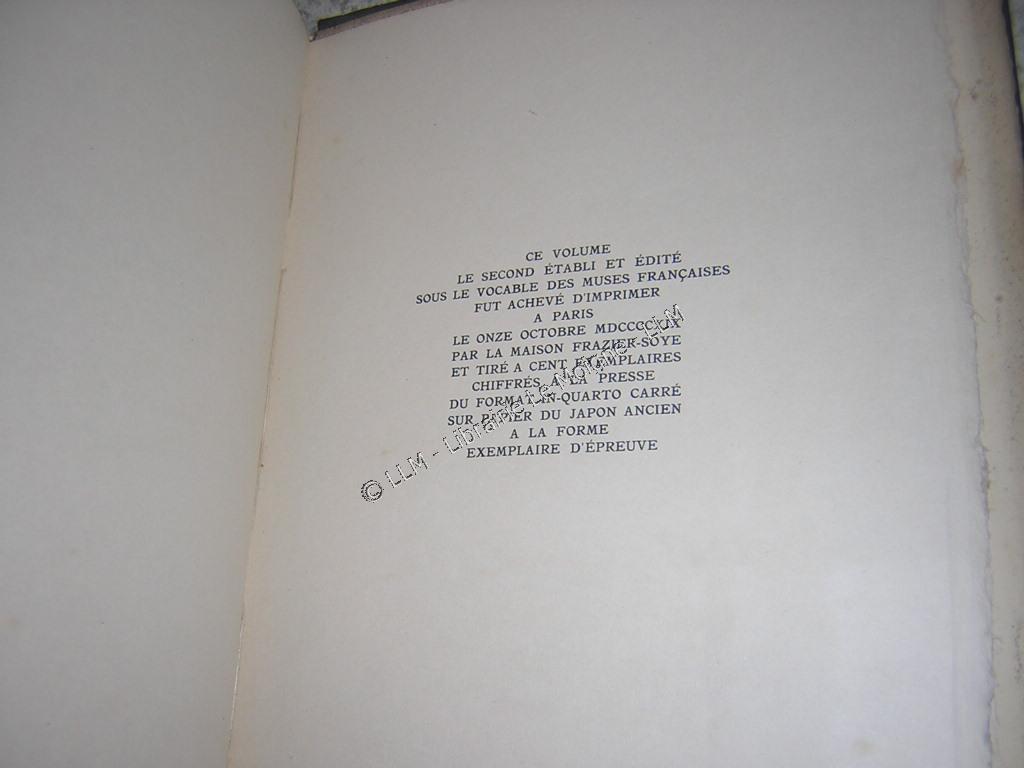 CE VOLUME
LE SECOND ÉTABLI ET ÉDITÉ
SOUS LE VOCABLE DES MUSES FRANÇAISES
FUT ACHEVÉ D'IMPRIMER
A PARIS
LE ONZE OCTOBRE
PAR LA MAISON FRAZIER-SOYE
ET TIRÉ A CENT EXEMPLAIRES
CHIFFRÉS A LA PRESSE
DU FORMAT IN-QUARTO CARRÉ
SUR PAPIER DU JAPON ANCIEN
A LA FORME
EXEMPLAIRE D'ÉPREUVE
© LLM - Librairie Le Moigne - LLM